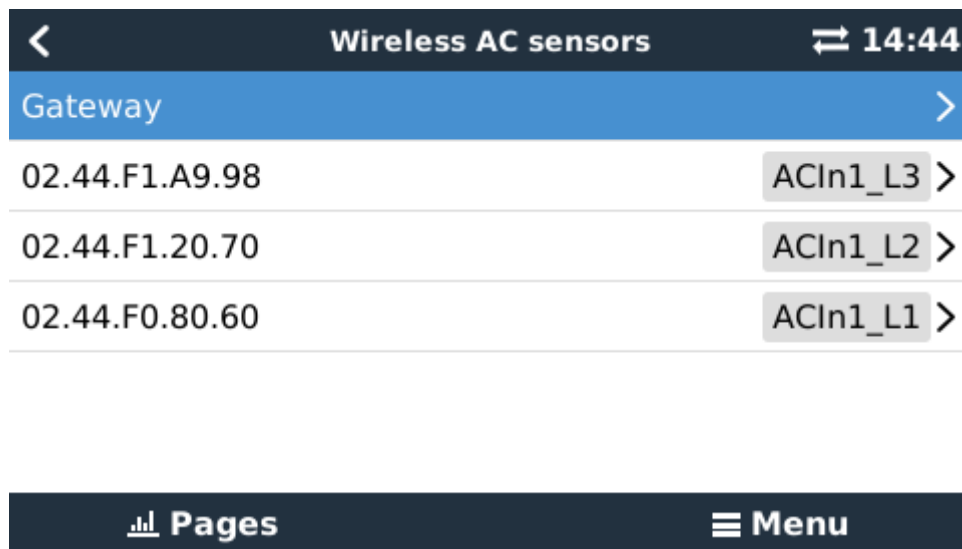 Wireless AC sensors 14:44
Gateway
02.44.F1.A9.98 ACIn1_L3
02.44.F1.20.70 ACIn1_L2
02.44.F0.80.60 ACIn1_L1
Pages Menu